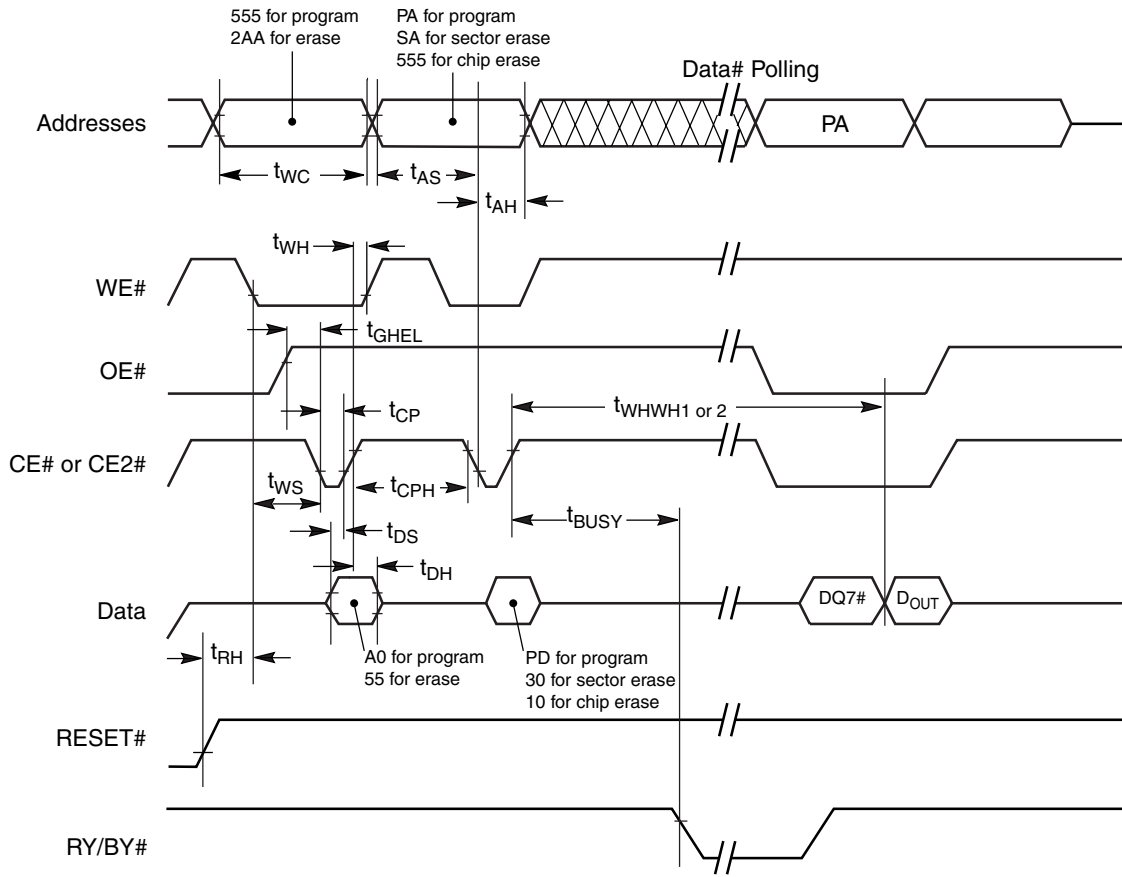 555 for program
2AA for erase
PA for program
SA for sector erase
555 for chip erase
Data# Polling
Addresses
PA
tWC
tAS
tAH
tWH
WE#
tGHEL
OE#
tCP
tWHWH1 or 2
CE# or CE2#
tWS
tCPH
tBUSY
tDS
tDH
Data
DQ7#
DOUT
tRH
A0 for program
55 for erase
PD for program
30 for sector erase
10 for chip erase
RESET#
RY/BY#